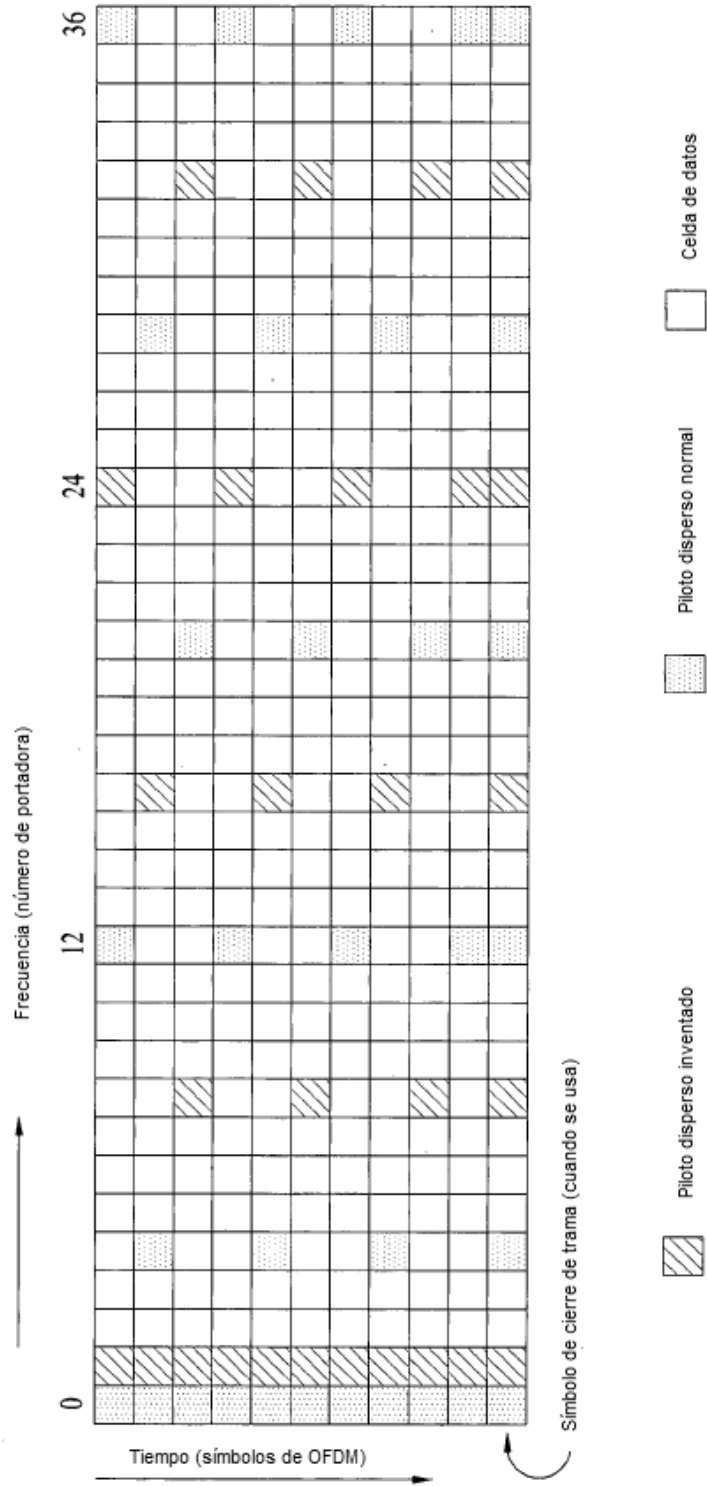 Frecuencia (número de portadora)
0
12
24
36
Tiempo (símbolos de OFDM)
Símbolo de cierre de trama (cuando se usa)
Piloto disperso inventado
Piloto disperso normal
Celda de datos